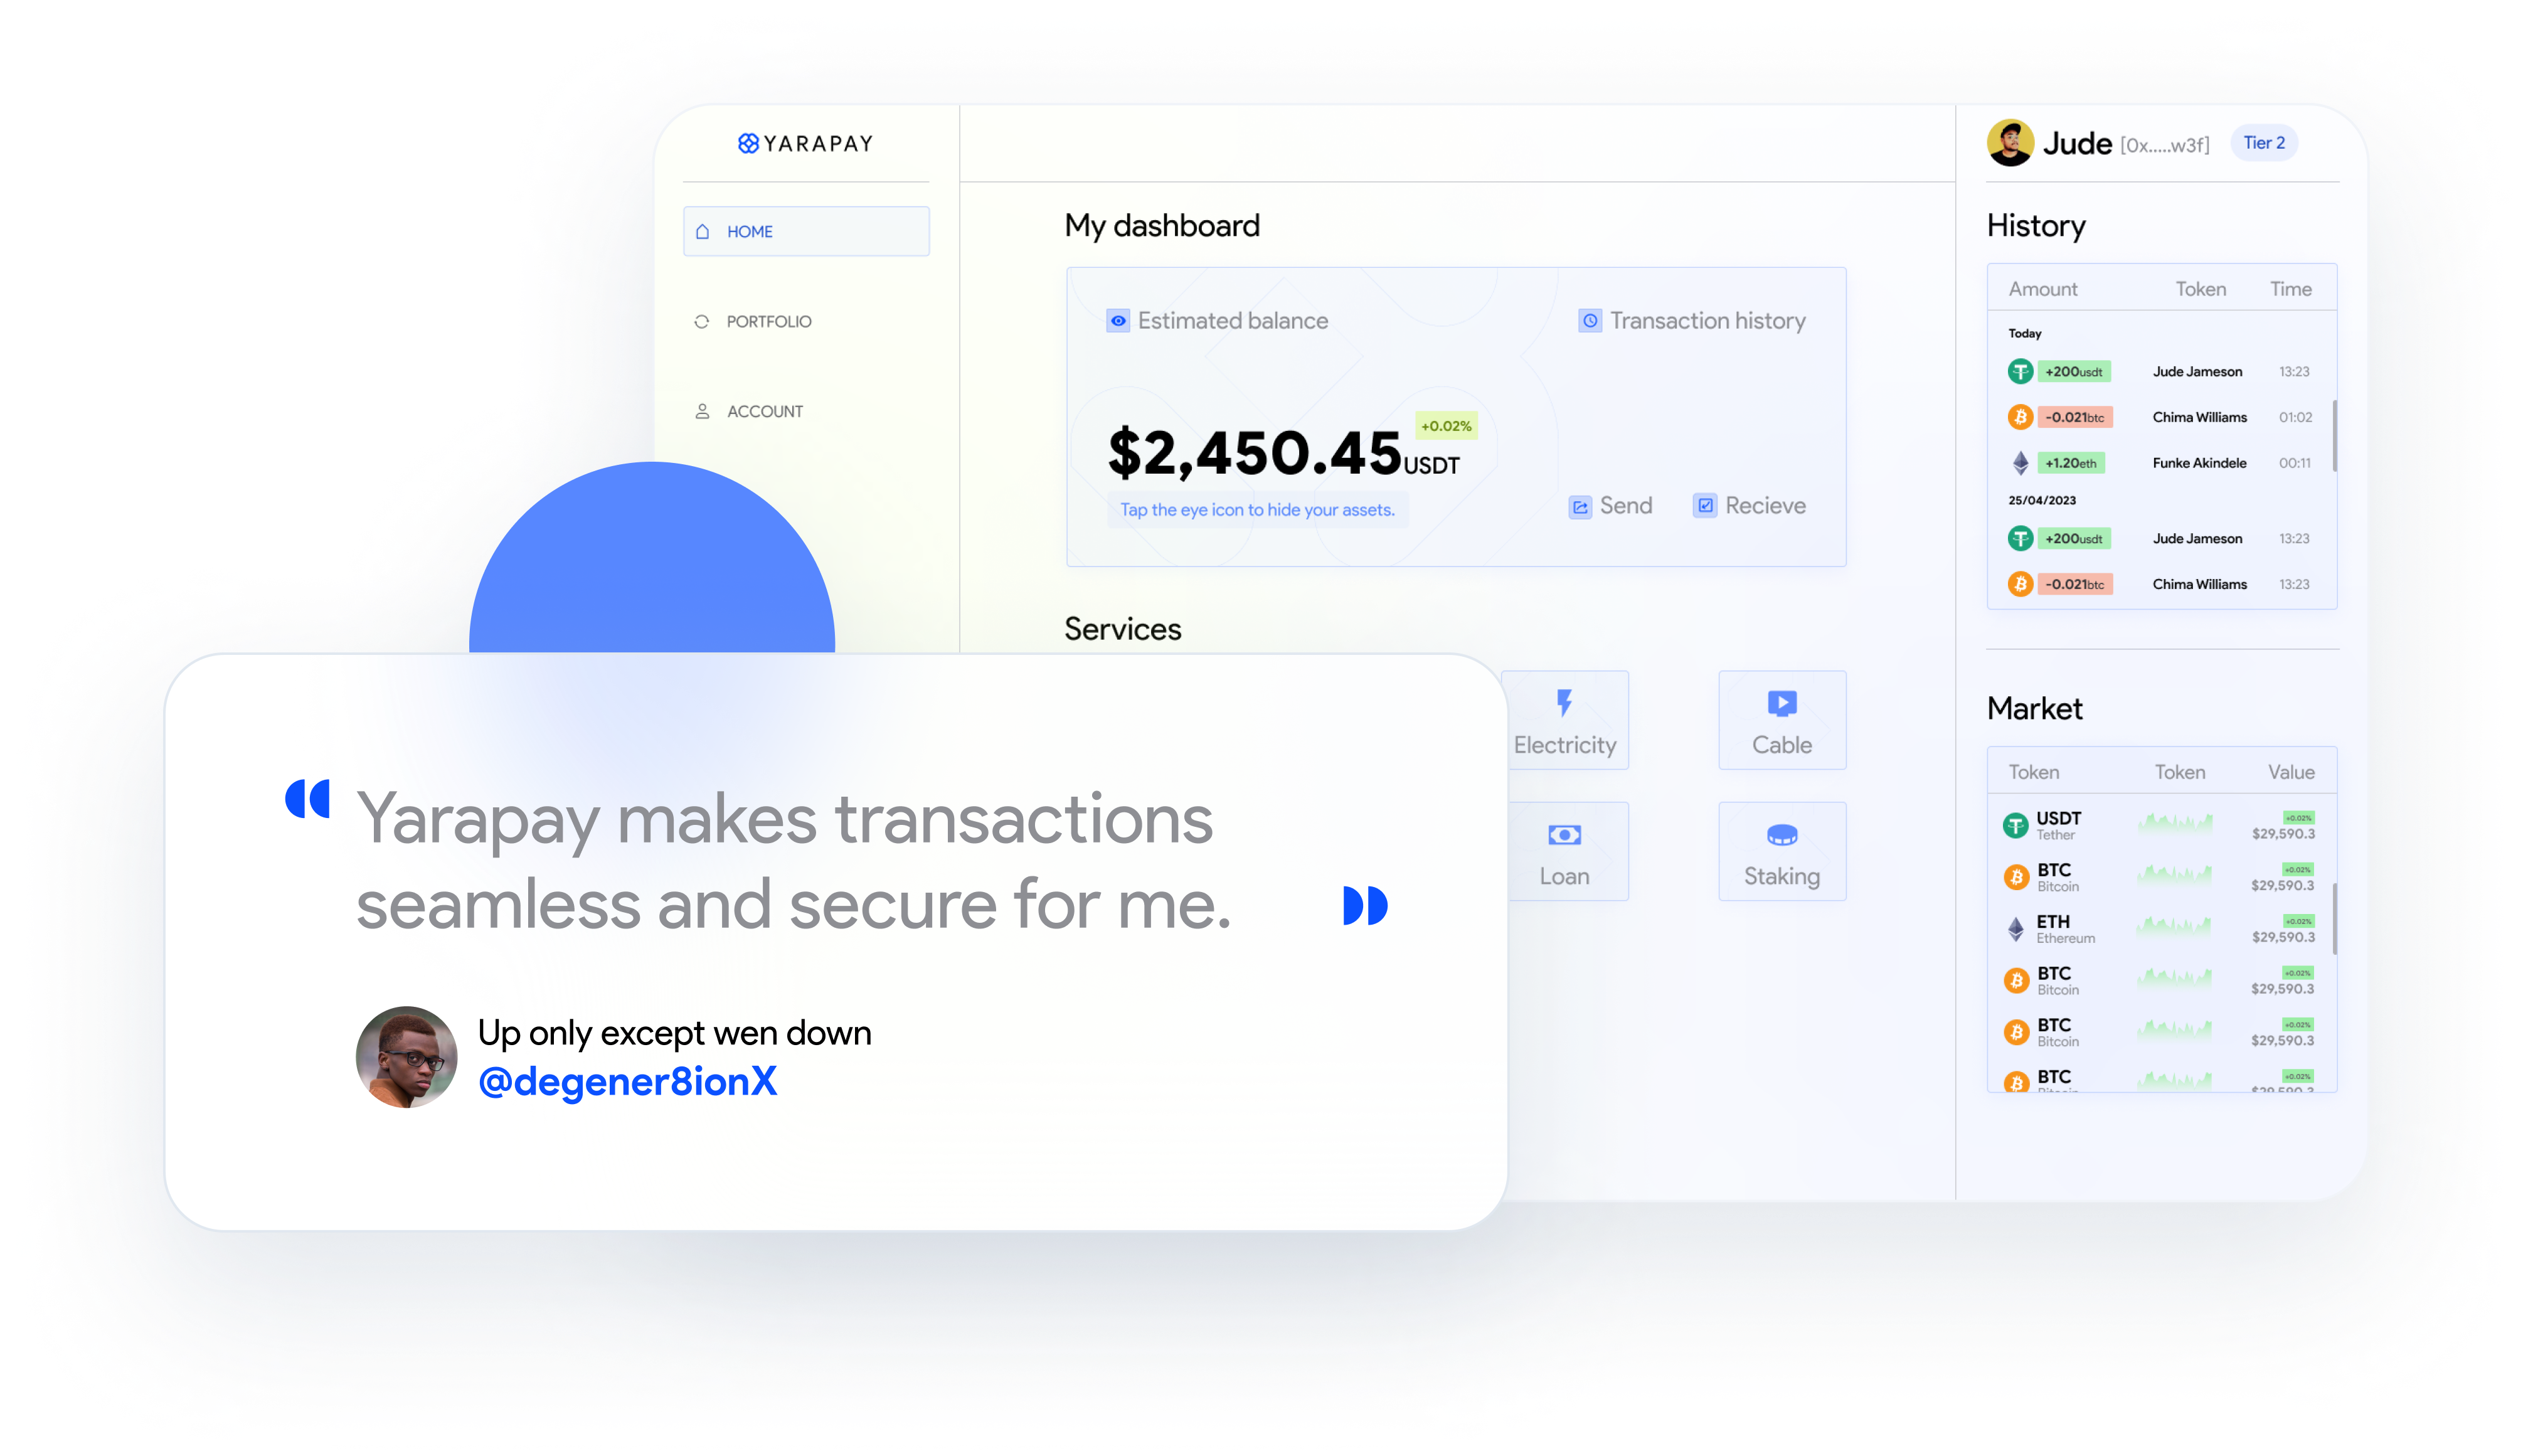 YARAPAY
HOME
PORTFOLIO
ACCOUNT
My dashboard
Estimated balance
Transaction history
$2,450.45USDT
+0.02%
Tap the eye icon to hide your assets.
Send
Recieve
Services
Electricity
Cable
Loan
Staking
Jude [0x.....w3f] Tier 2
History
Amount Token Time
Today
+200usdt Jude Jameson 13:23
-0.021btc Chima Williams 01:02
+1.20eth Funke Akindele 00:11
25/04/2023
+200usdt Jude Jameson 13:23
-0.021btc Chima Williams 13:23
Market
Token Token Value
USDT +0.02%
Tether $29,590.3
BTC +0.02%
Bitcoin $29,590.3
ETH +0.02%
Ethereum $29,590.3
BTC +0.02%
Bitcoin $29,590.3
BTC +0.02%
Bitcoin $29,590.3
BTC +0.02%
“Yarapay makes transactions
seamless and secure for me.”
Up only except wen down
@degener8ionX